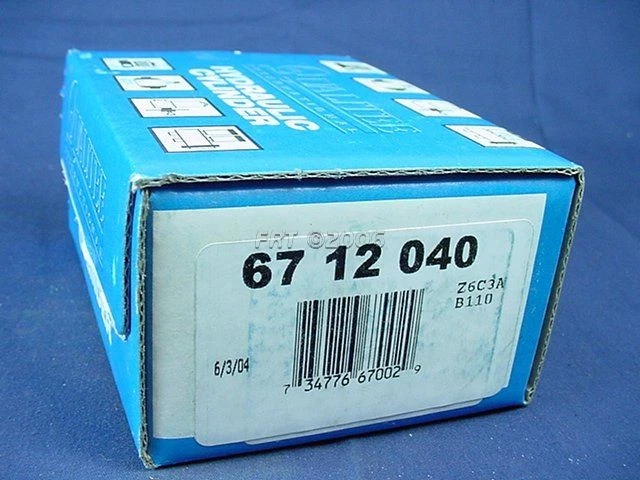 HYDRAULIC
CYLINDER
FRT ©2005
67 12 040
Z6C3A
B110
6/3/04
7 34776 67002 9